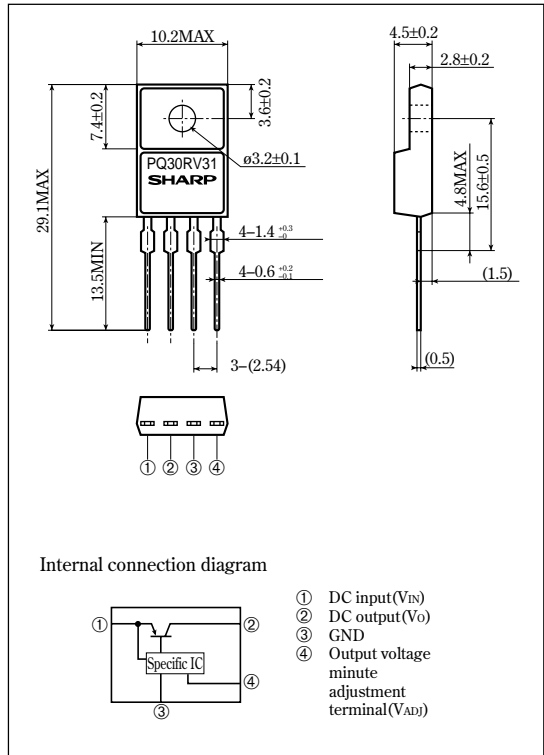 10.2MAX
4.5±0.2
2.8±0.2
7.4±0.2
3.6±0.2
29.1MAX
ø3.2±0.1
PQ30RV31
SHARP
4.8MAX
15.6±0.5
13.5MIN
4–1.4 +0.3 –0
4–0.6 +0.2 –0.1
(1.5)
3–(2.54)
(0.5)
① ② ③ ④
Internal connection diagram
① DC input(VIN)
② DC output(VO)
③ GND
④ Output voltage
minute
adjustment
terminal(VADJ)
①
②
Specific IC
④
③